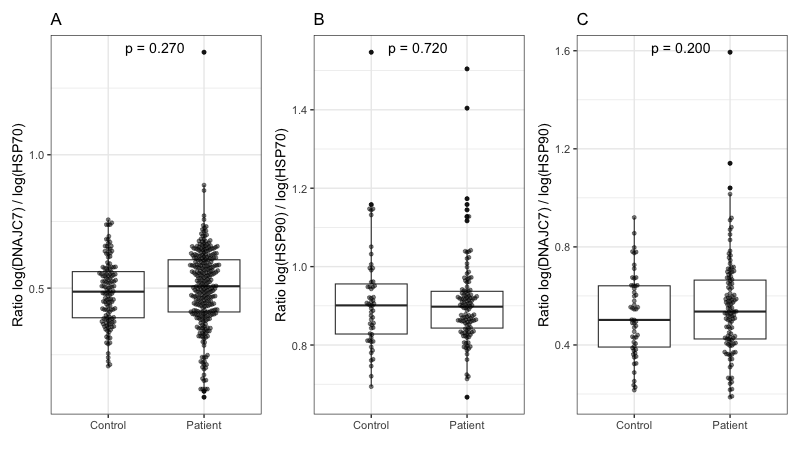 A
p = 0.270
Ratio log(DNAJC7) / log(HSP70)
1.0
0.5
Control
Patient
B
p = 0.720
Ratio log(HSP90) / log(HSP70)
1.4
1.2
1.0
0.8
Control
Patient
C
p = 0.200
Ratio log(DNAJC7) / log(HSP90)
1.6
1.2
0.8
0.4
Control
Patient